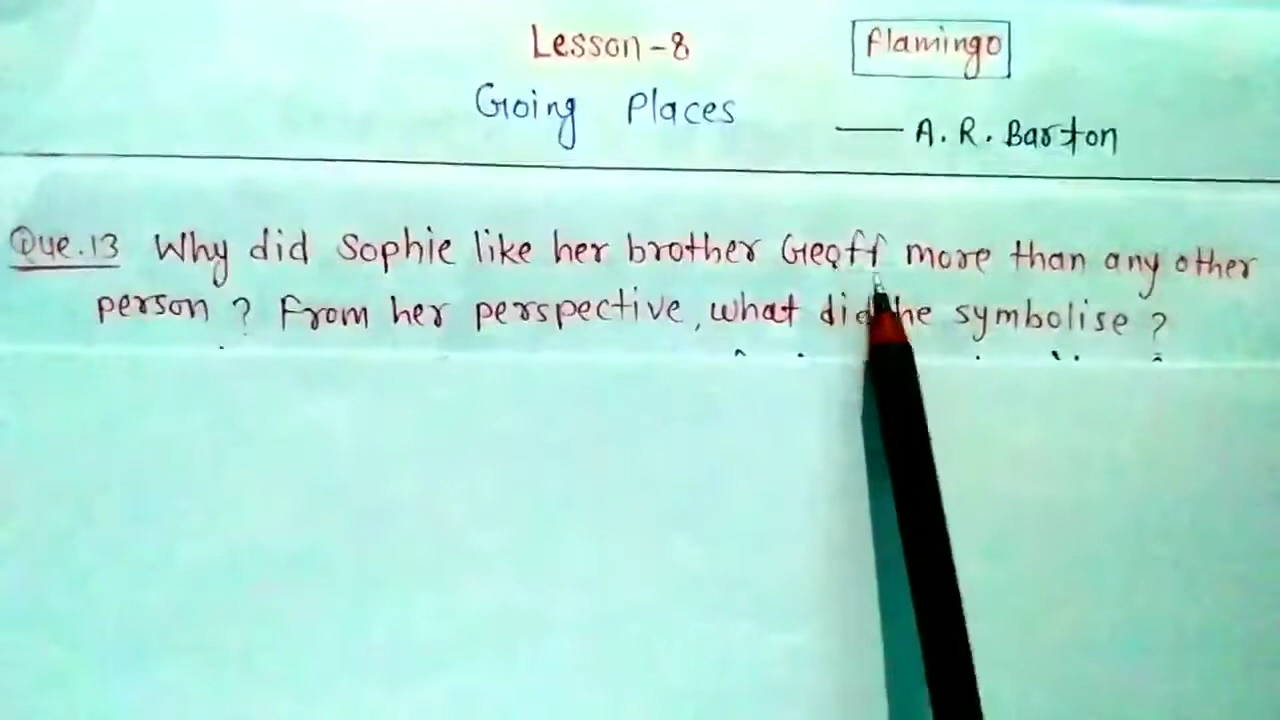 Lesson-8
Flamingo
Going Places
— A. R. Barton
Que.13 Why did Sophie like her brother Geoff more than any other
person ? From her perspective, what did he symbolise ?